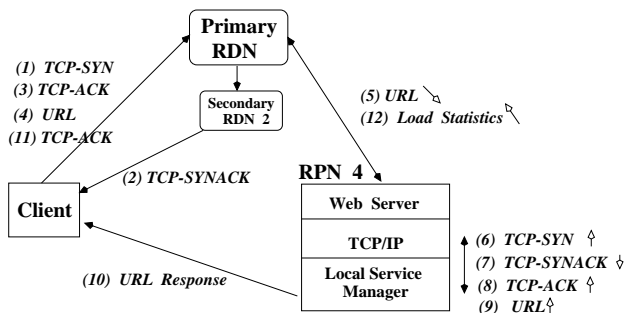 Primary
RDN
(1) TCP-SYN
(3) TCP-ACK
(4) URL
(11) TCP-ACK
Secondary
RDN 2
(5) URL
(12) Load Statistics
(2) TCP-SYNACK
RPN 4
Client
Web Server
TCP/IP
Local Service
Manager
(6) TCP-SYN
(7) TCP-SYNACK
(8) TCP-ACK
(9) URL
(10) URL Response